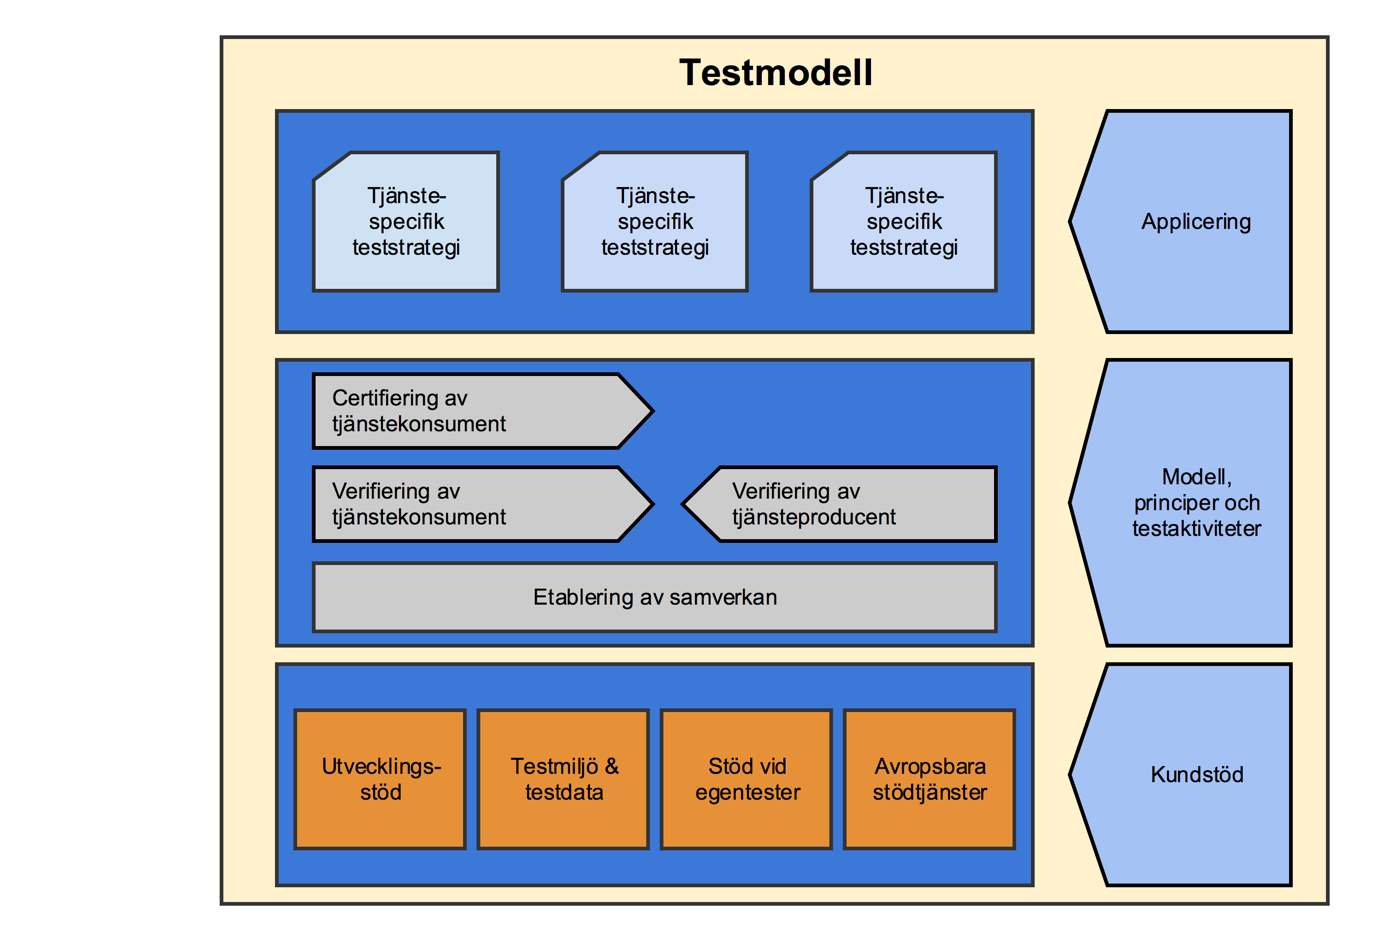 Testmodell
Tjänste-
specifik
teststrategi
Tjänste-
specifik
teststrategi
Tjänste-
specifik
teststrategi
Applicering
Certifiering av
tjänstekonsument
Verifiering av
tjänstekonsument
Verifiering av
tjänsteproducent
Etablering av samverkan
Modell,
principer och
testaktiviteter
Utvecklings-
stöd
Testmiljö &
testdata
Stöd vid
egentester
Avropsbara
stödtjänster
Kundstöd